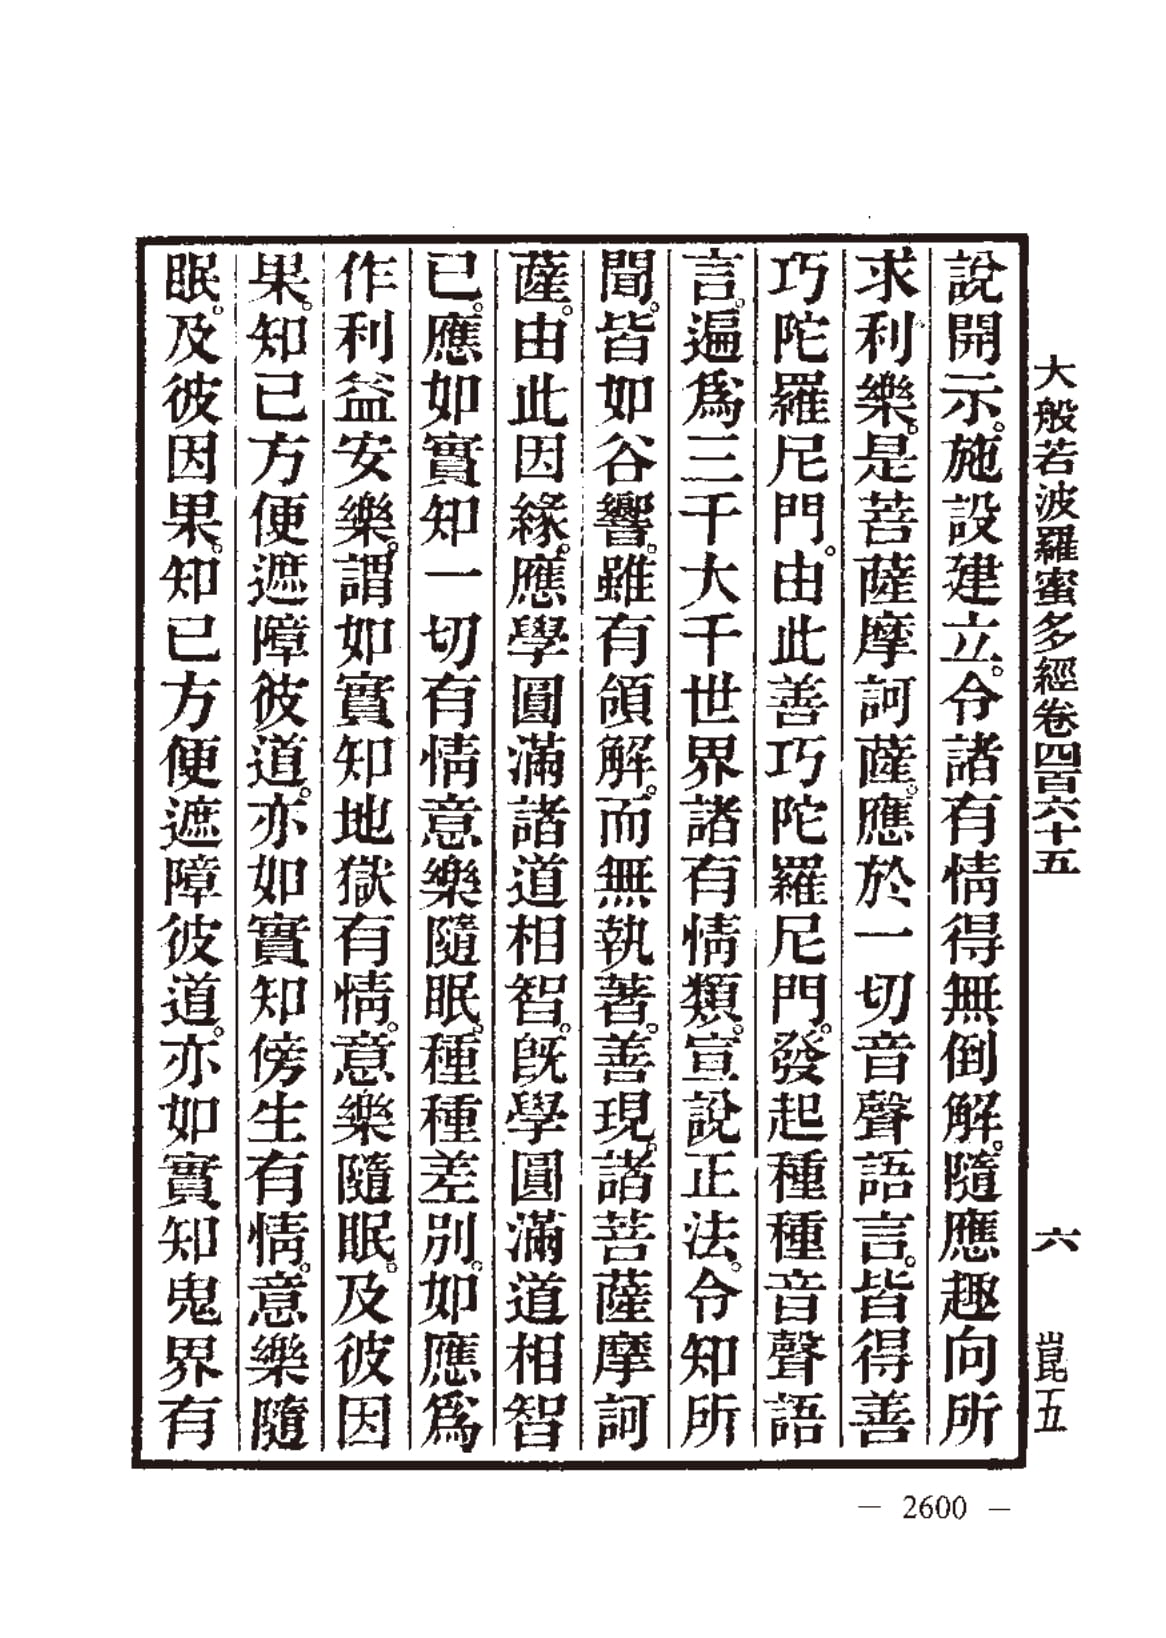 大般若波羅蜜多經卷四百六十五　六　崑五
說開示。施設建立。令諸有情得無倒解。隨應趣向所
求利樂。是菩薩摩訶薩。應於一切音聲語言。皆得善
巧陀羅尼門。由此善巧陀羅尼門。發起種種音聲語
言。遍爲三千大千世界諸有情類。宣說正法。令知所
聞。皆如谷響。雖有領解。而無執著。善現。諸菩薩摩訶
薩。由此因緣。應學圓滿諸道相智。旣學圓滿道相智
已。應如實知一切有情意樂隨眠。種種差別。如應爲
作利益安樂。謂如實知地獄有情。意樂隨眠。及彼因
果。知已方便遮障彼道。亦如實知傍生有情。意樂隨
眠。及彼因果。知已方便遮障彼道。亦如實知鬼界有
— 2600 —